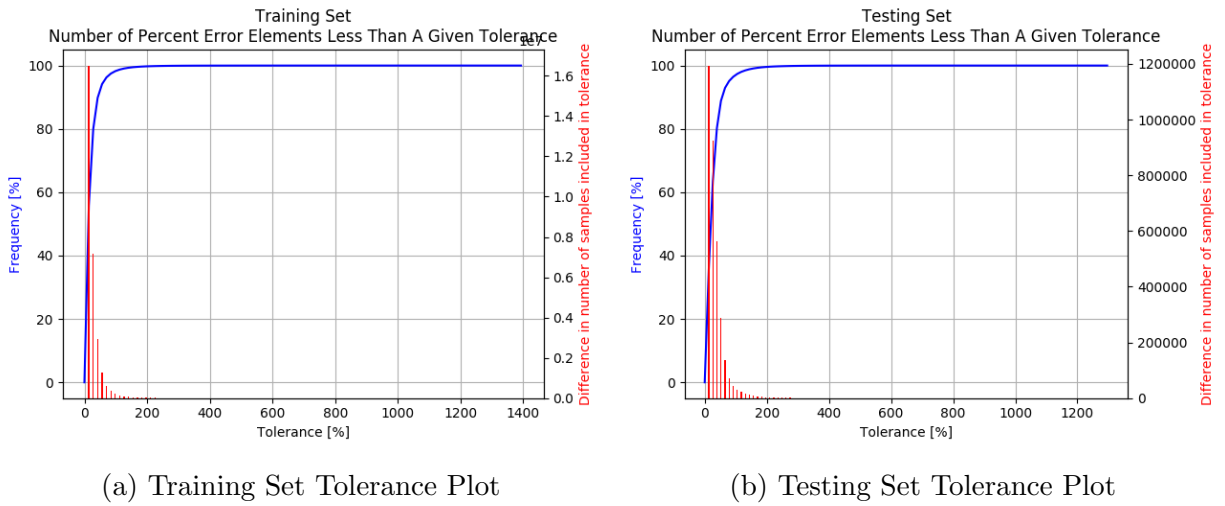 Training Set
Number of Percent Error Elements Less Than A Given Tolerance
1e7
100
80
60
40
20
0
Frequency [%]
1.6
1.4
1.2
1.0
0.8
0.6
0.4
0.2
0.0
Difference in number of samples included in tolerance
0 200 400 600 800 1000 1200 1400
Tolerance [%]
(a) Training Set Tolerance Plot
Testing Set
Number of Percent Error Elements Less Than A Given Tolerance
100
80
60
40
20
0
Frequency [%]
1200000
1000000
800000
600000
400000
200000
0
Difference in number of samples included in tolerance
0 200 400 600 800 1000 1200
Tolerance [%]
(b) Testing Set Tolerance Plot